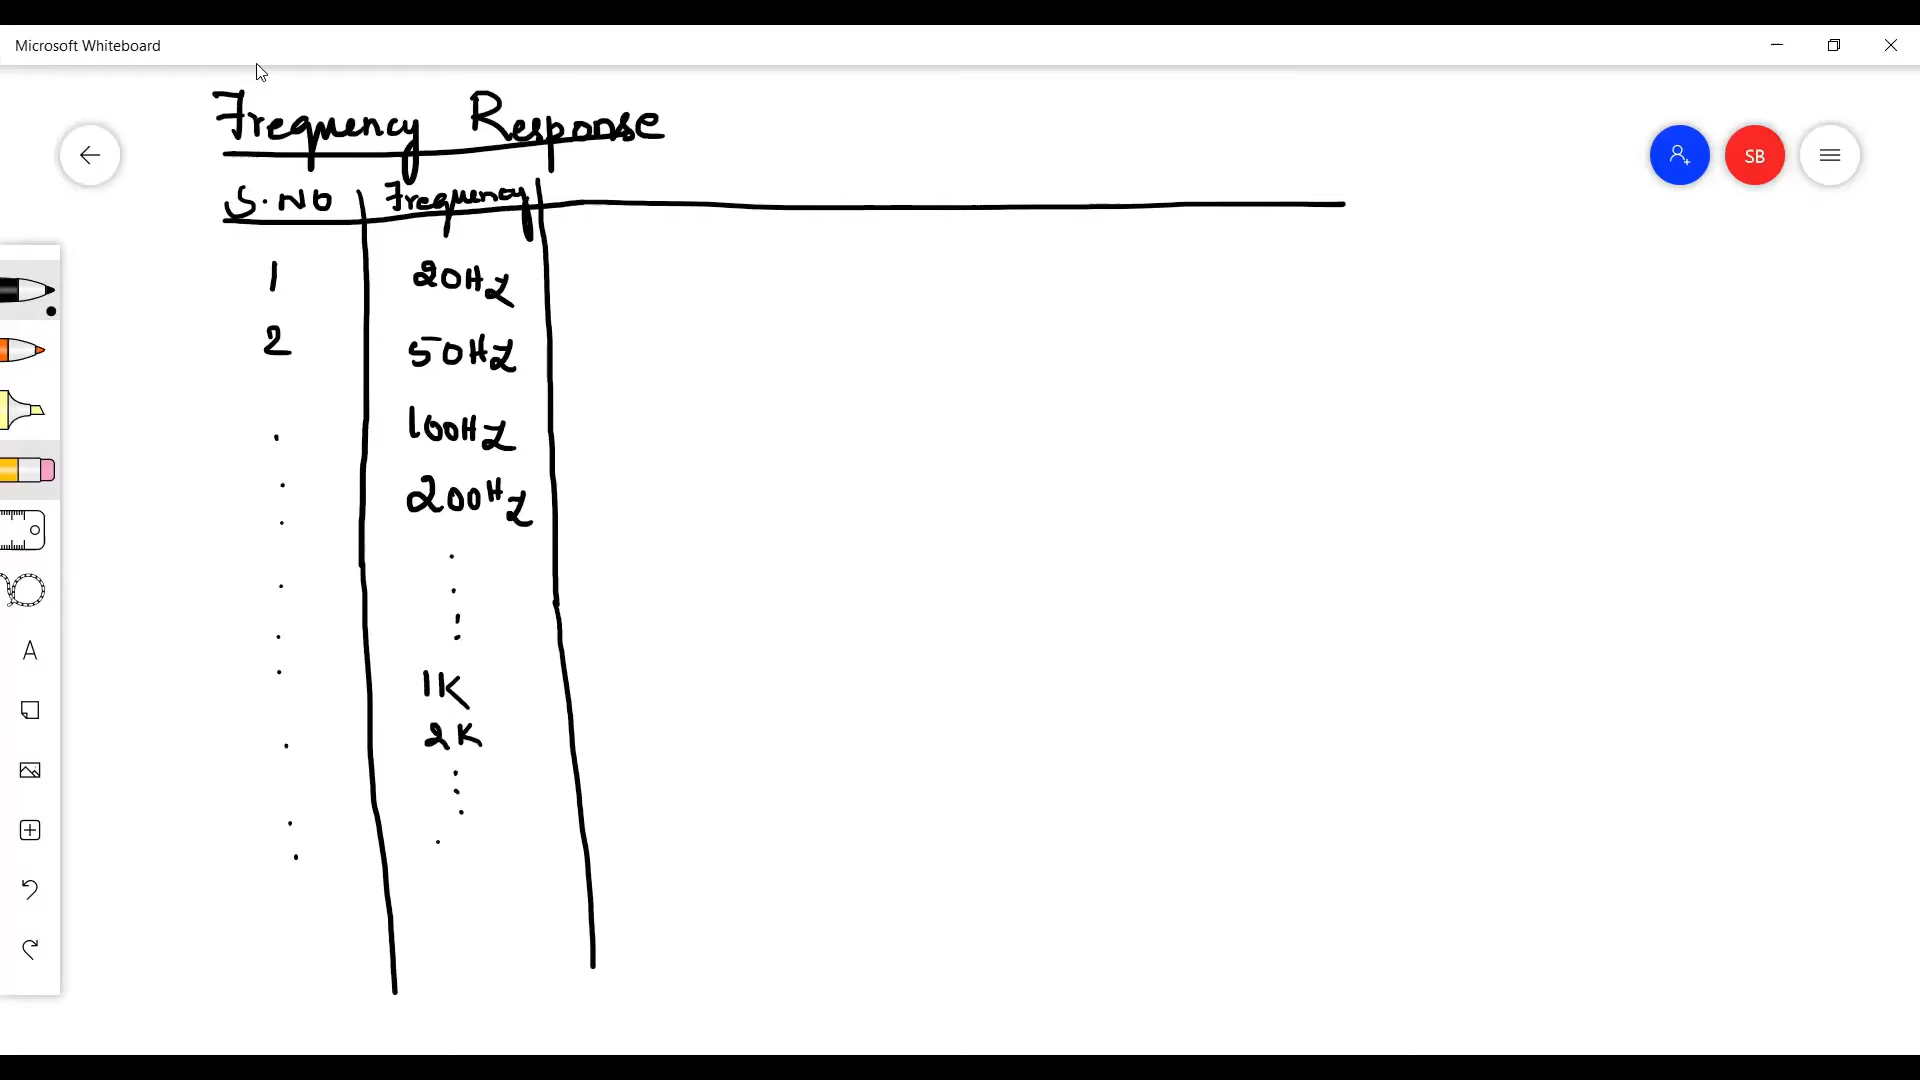 Microsoft Whiteboard
Frequency Response
S.NO Frequency
SB
1 20Hz
2 50Hz
100Hz
200Hz
1K
2K